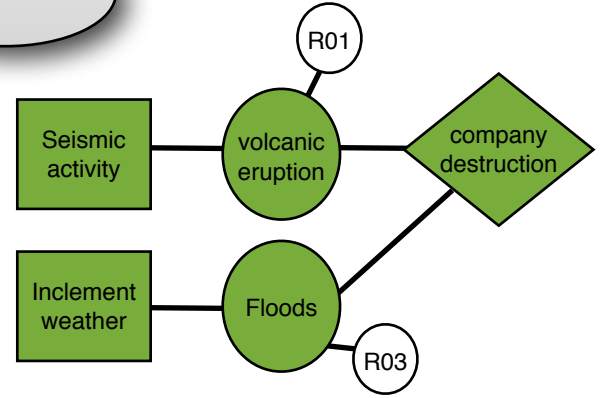 R01
Seismic
activity
volcanic
eruption
company
destruction
Inclement
weather
Floods
R03